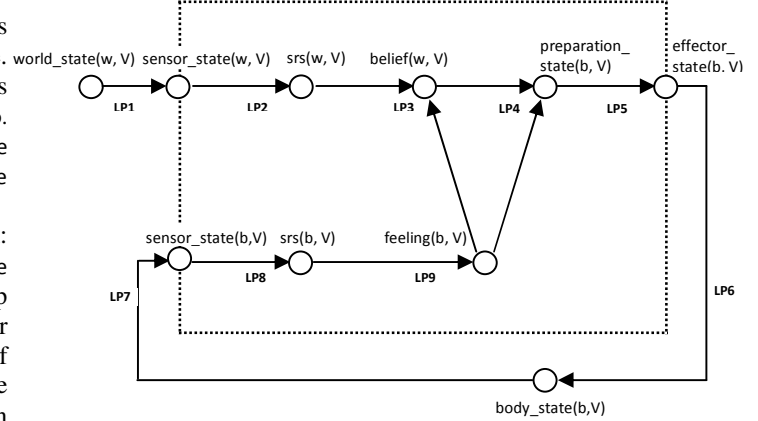 world_state(w, V) sensor_state(w, V) srs(w, V) belief(w, V)
preparation_
state(b, V)
effector_
state(b, V)
LP1 LP2 LP3 LP4 LP5
sensor_state(b,V) srs(b, V) feeling(b, V)
LP8 LP9
LP7
LP6
body_state(b,V)